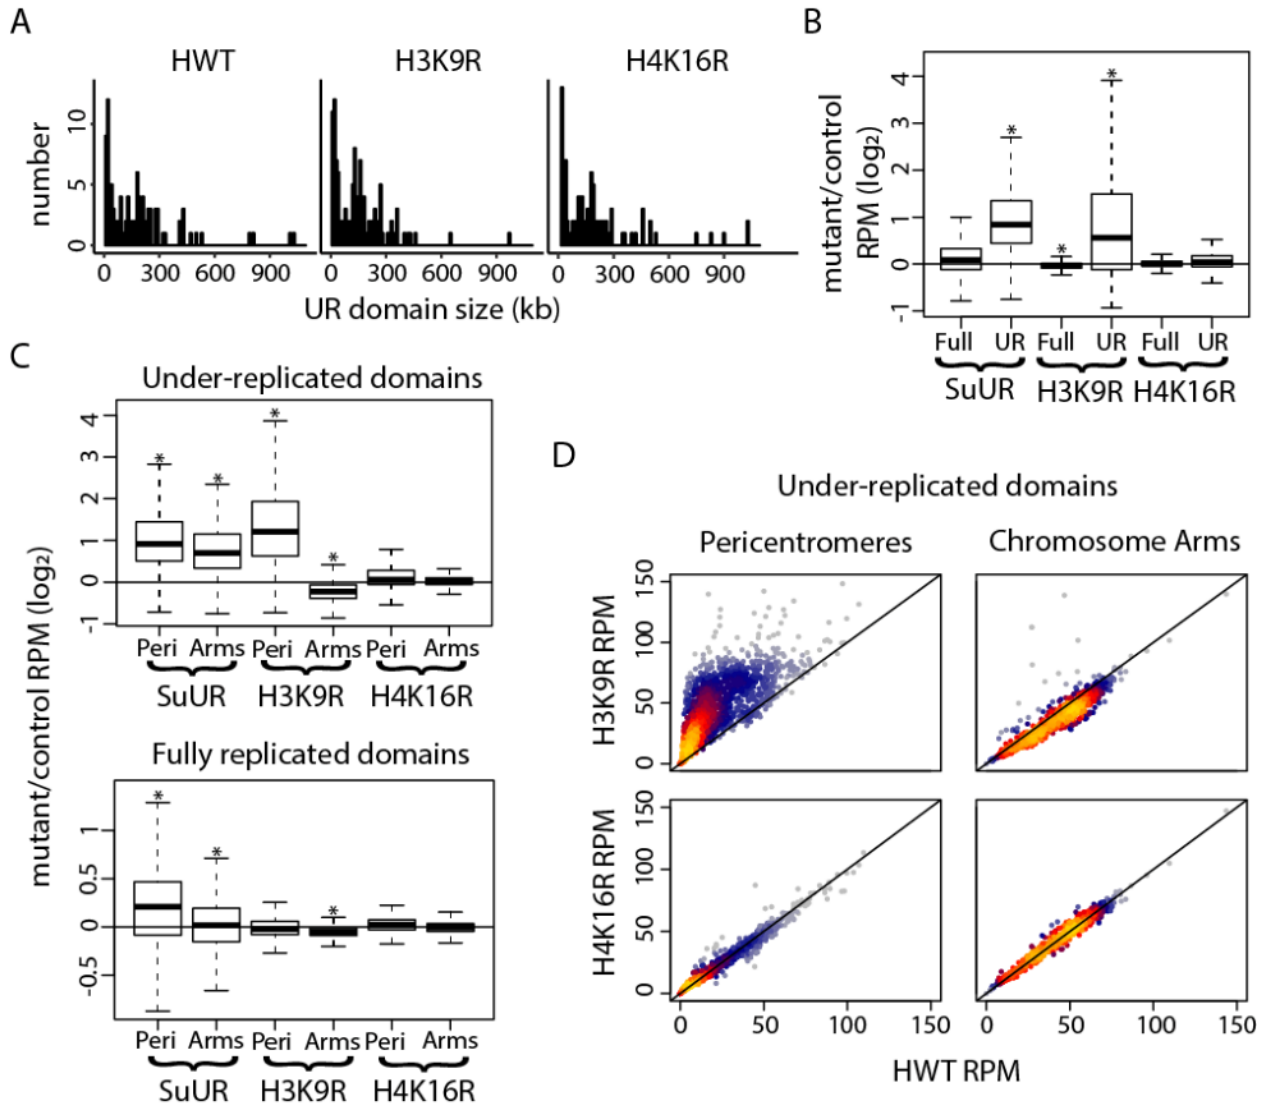 A
HWT
H3K9R
H4K16R
number
0
5
10
0 300 600 900
0 300 600 900
0 300 600 900
UR domain size (kb)
B
mutant/control
RPM (log2)
4
3
2
1
0
-1
Full UR Full UR Full UR
SuUR H3K9R H4K16R
* * *
C
mutant/control RPM (log2)
Under-replicated domains
4
3
2
1
0
-1
* * * *
Peri Arms Peri Arms Peri Arms
SuUR H3K9R H4K16R
Fully replicated domains
1
0.5
0
-0.5
* * *
Peri Arms Peri Arms Peri Arms
SuUR H3K9R H4K16R
D
Under-replicated domains
Pericentromeres
Chromosome Arms
H3K9R RPM
150
100
50
0
H4K16R RPM
150
100
50
0
0 50 100 150
0 50 100 150
HWT RPM